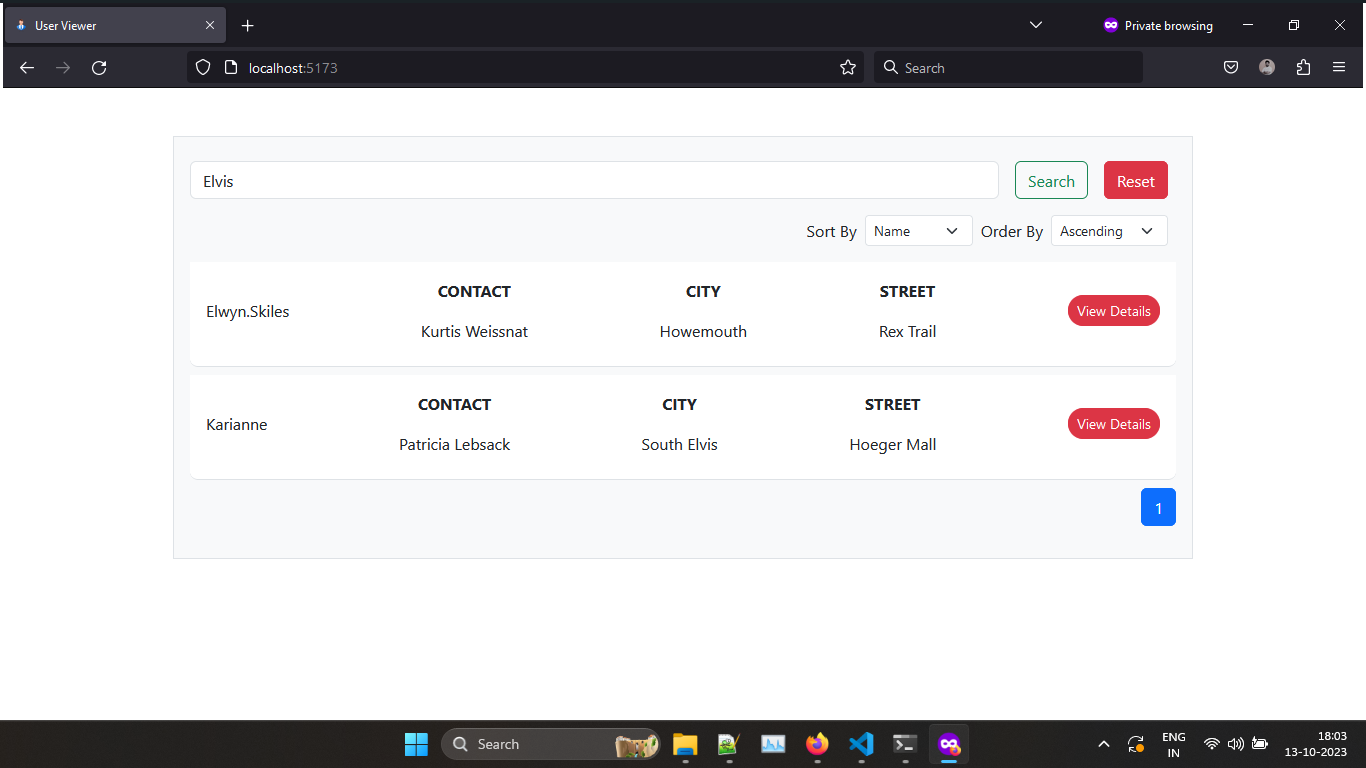 User Viewer
Private browsing
localhost:5173
Search
Elvis
Search
Reset
Sort By Name Order By Ascending
CONTACT CITY STREET
Elwyn.Skiles
View Details
Kurtis Weissnat Howemouth Rex Trail
CONTACT CITY STREET
Karianne
View Details
Patricia Lebsack South Elvis Hoeger Mall
1
Search
ENG
IN
18:03
13-10-2023